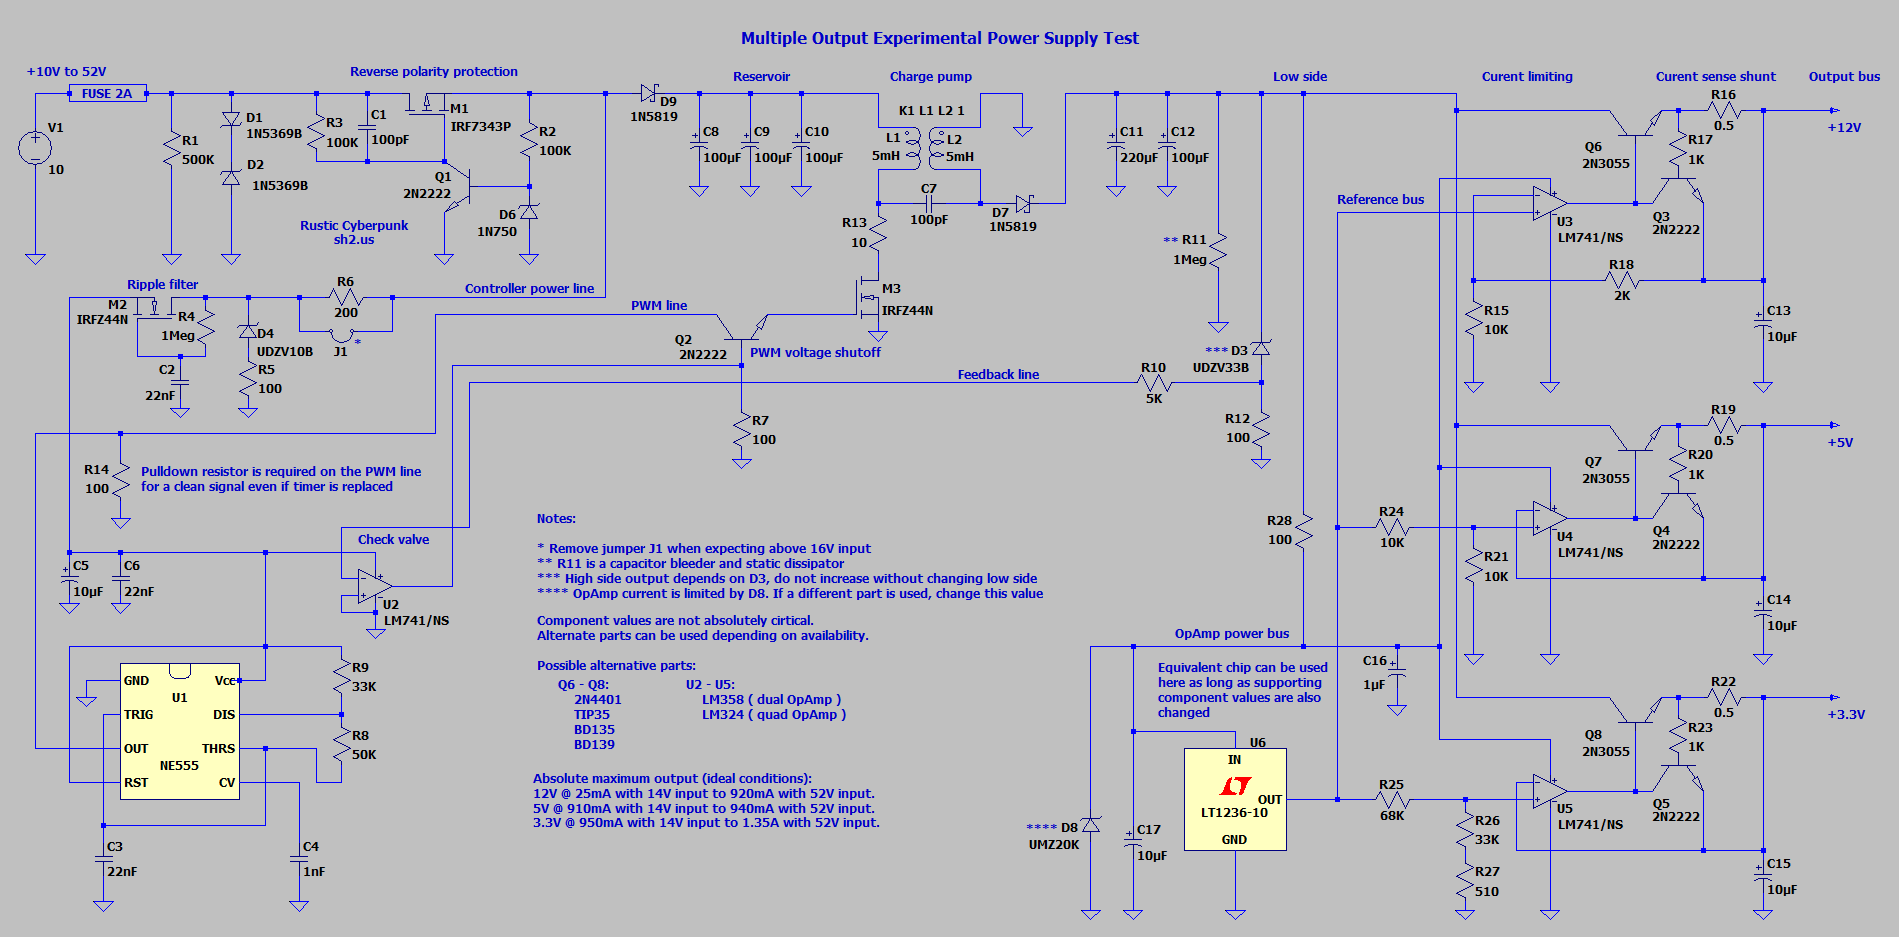 Multiple Output Experimental Power Supply Test
+10V to 52V
FUSE 2A
V1
10
R1
500K
D1
1N5369B
D2
1N5369B
Reverse polarity protection
R3
100K
C1
100pF
M1
IRF7343P
Q1
2N2222
R2
100K
D6
1N750
Rustic Cyberpunk
sh2.us
D9
1N5819
Reservoir
C8
100µF
C9
100µF
C10
100µF
Charge pump
K1 L1 L2 1
L1
5mH
L2
5mH
C7
100pF
D7
1N5819
R13
10
M3
IRFZ44N
C11
220µF
C12
100µF
Low side
** R11
1Meg
*** D3
UDZV33B
R12
100
R10
5K
Feedback line
Reference bus
Curent limiting
Curent sense shunt
Output bus
R16
0.5
+12V
Q6
2N3055
R17
1K
U3
LM741/NS
Q3
2N2222
R18
2K
R15
10K
C13
10µF
Ripple filter
M2
IRFZ44N
R4
1Meg
C2
22nF
D4
UDZV10B
R5
100
R6
200
J1
*
Controller power line
PWM line
Q2
2N2222
PWM voltage shutoff
R7
100
R14
100
Pulldown resistor is required on the PWM line
for a clean signal even if timer is replaced
Check valve
C5
10µF
C6
22nF
U2
LM741/NS
GND
Vcc
U1
TRIG
DIS
OUT
THRS
NE555
RST
CV
R9
33K
R8
50K
C3
22nF
C4
1nF
Notes:
* Remove jumper J1 when expecting above 16V input
** R11 is a capacitor bleeder and static dissipator
*** High side output depends on D3, do not increase without changing low side
**** OpAmp current is limited by D8. If a different part is used, change this value
Component values are not absolutely cirtical.
Alternate parts can be used depending on availability.
Possible alternative parts:
Q6 - Q8:
2N4401
TIP35
BD135
BD139
U2 - U5:
LM358 ( dual OpAmp )
LM324 ( quad OpAmp )
Absolute maximum output (ideal conditions):
12V @ 25mA with 14V input to 920mA with 52V input.
5V @ 910mA with 14V input to 940mA with 52V input.
3.3V @ 950mA with 14V input to 1.35A with 52V input.
R28
100
OpAmp power bus
Equivalent chip can be used
here as long as supporting
component values are also
changed
C16
1µF
**** D8
UMZ20K
C17
10µF
U6
IN
OUT
LT1236-10
GND
R24
10K
R21
10K
R19
0.5
+5V
Q7
2N3055
R20
1K
U4
LM741/NS
Q4
2N2222
C14
10µF
R25
68K
R26
33K
R27
510
R22
0.5
+3.3V
Q8
2N3055
R23
1K
U5
LM741/NS
Q5
2N2222
C15
10µF